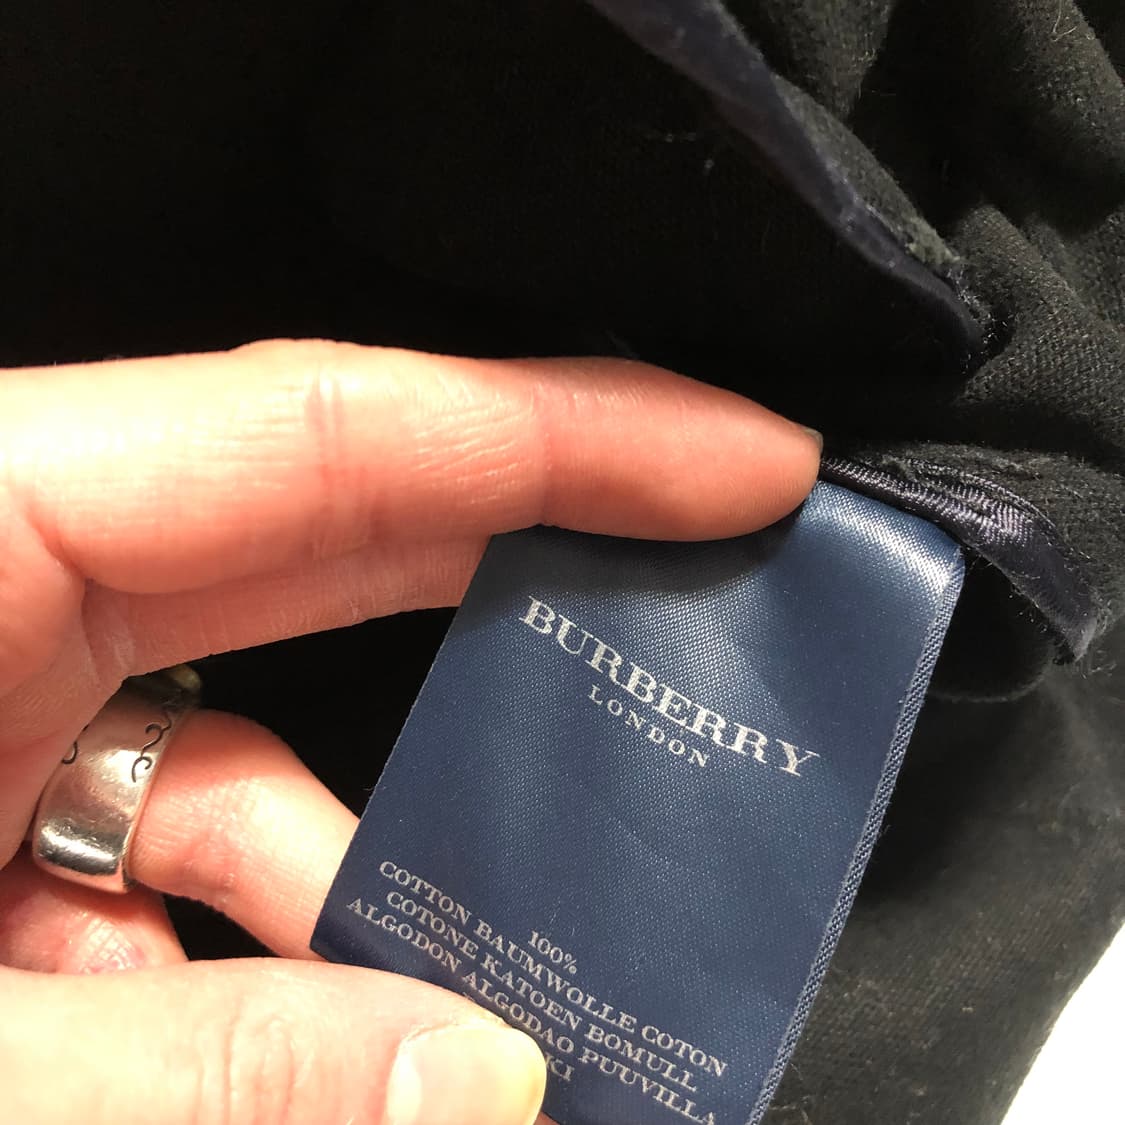 BURBERRY
LONDON
100%
COTTON BAUMWOLLE COTON
COTONE KATOEN BOMULL
ALGODON ALGODAO PUUVILLA